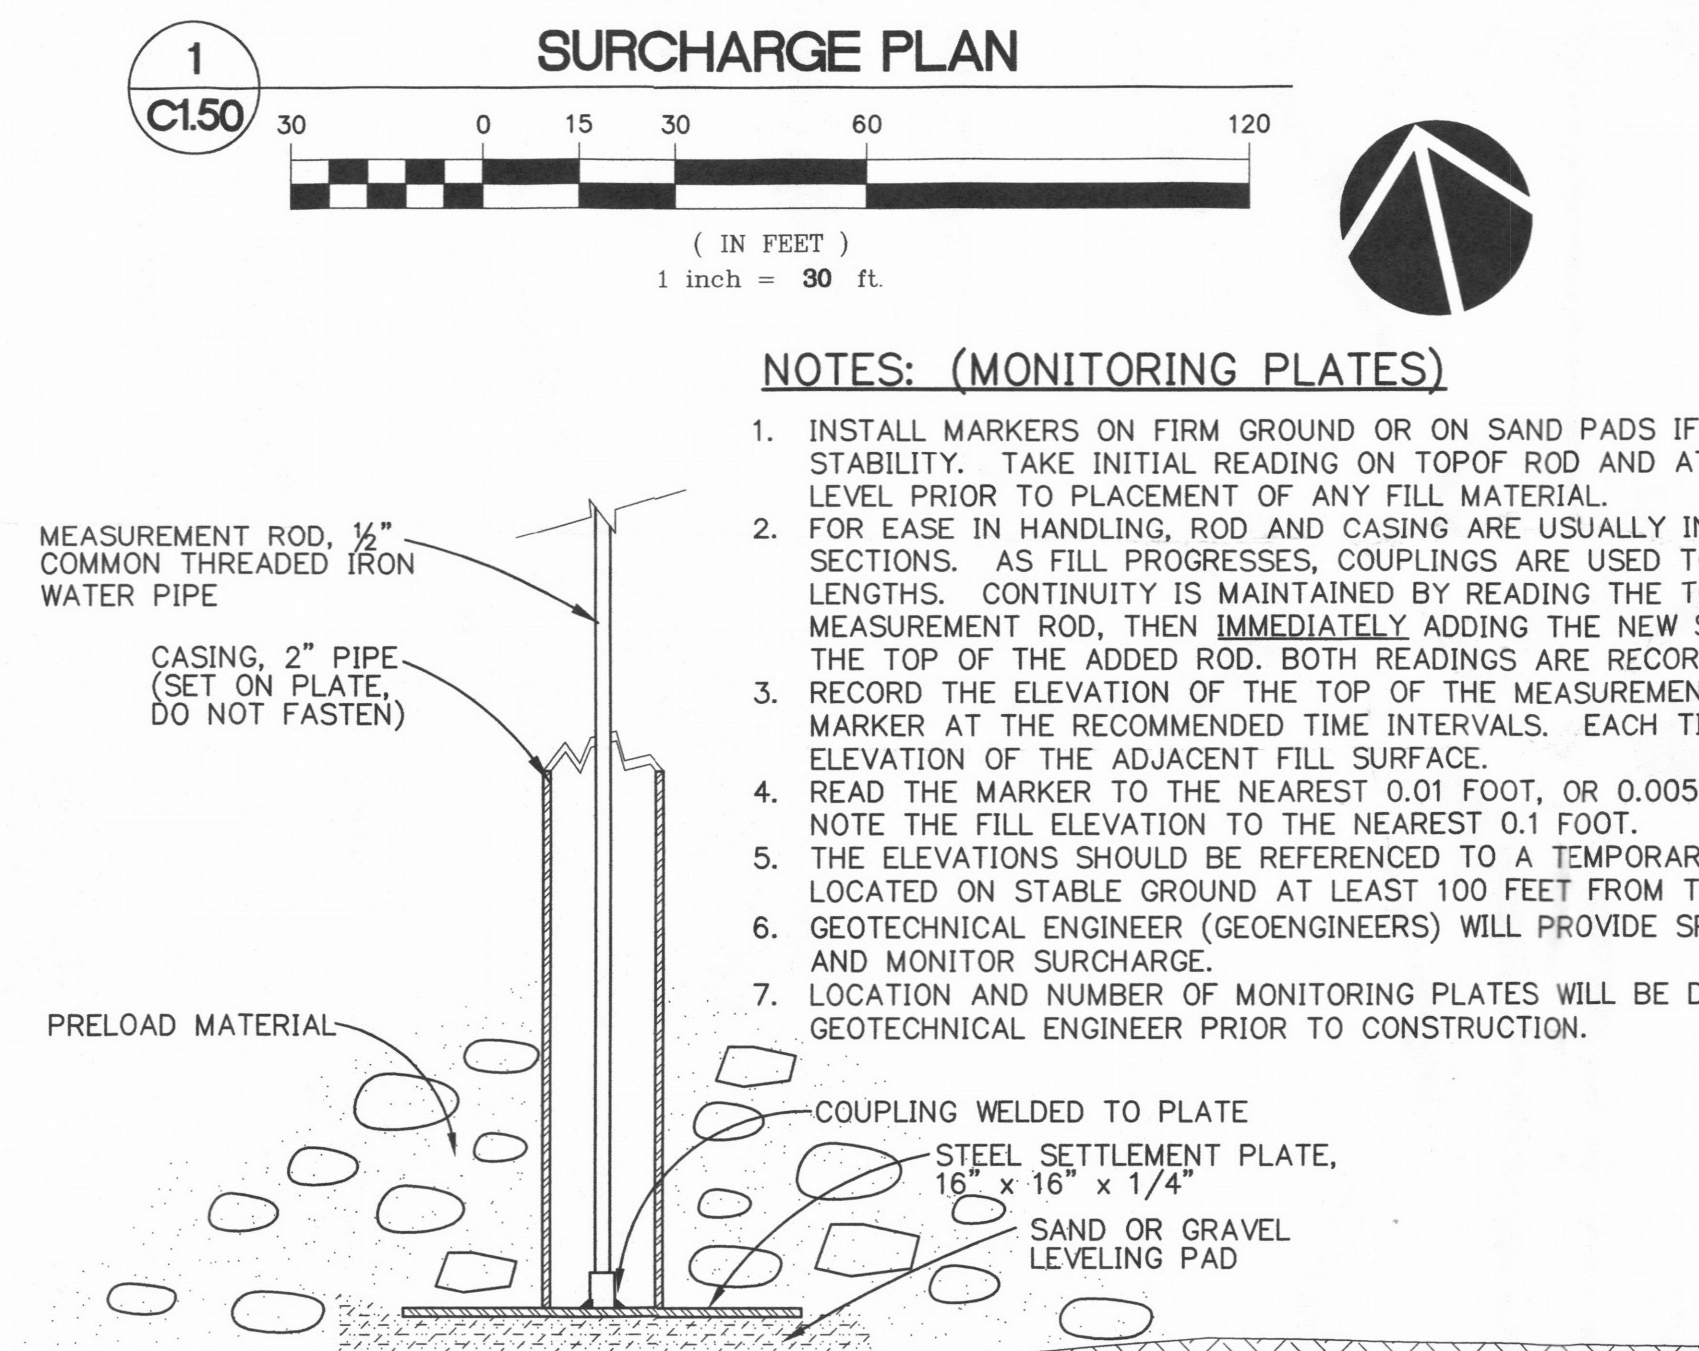 1
C1.50
SURCHARGE PLAN
30 0 15 30 60 120
( IN FEET )
1 inch = 30 ft.
NOTES: (MONITORING PLATES)
1. INSTALL MARKERS ON FIRM GROUND OR ON SAND PADS IF
STABILITY. TAKE INITIAL READING ON TOPOF ROD AND AT
LEVEL PRIOR TO PLACEMENT OF ANY FILL MATERIAL.
2. FOR EASE IN HANDLING, ROD AND CASING ARE USUALLY IN
SECTIONS. AS FILL PROGRESSES, COUPLINGS ARE USED
LENGTHS. CONTINUITY IS MAINTAINED BY READING THE
MEASUREMENT ROD, THEN IMMEDIATELY ADDING THE NEW
THE TOP OF THE ADDED ROD. BOTH READINGS ARE RECOR
3. RECORD THE ELEVATION OF THE TOP OF THE MEASUREMEN
MARKER AT THE RECOMMENDED TIME INTERVALS. EACH
ELEVATION OF THE ADJACENT FILL SURFACE.
4. READ THE MARKER TO THE NEAREST 0.01 FOOT, OR 0.005
NOTE THE FILL ELEVATION TO THE NEAREST 0.1 FOOT.
5. THE ELEVATIONS SHOULD BE REFERENCED TO A TEMPORAR
LOCATED ON STABLE GROUND AT LEAST 100 FEET FROM
6. GEOTECHNICAL ENGINEER (GEOENGINEERS) WILL PROVIDE
AND MONITOR SURCHARGE.
7. LOCATION AND NUMBER OF MONITORING PLATES WILL BE
GEOTECHNICAL ENGINEER PRIOR TO CONSTRUCTION.
MEASUREMENT ROD, ½"
COMMON THREADED IRON
WATER PIPE
CASING, 2" PIPE
(SET ON PLATE,
DO NOT FASTEN)
PRELOAD MATERIAL
COUPLING WELDED TO PLATE
STEEL SETTLEMENT PLATE,
16" x 16" x 1/4"
SAND OR GRAVEL
LEVELING PAD